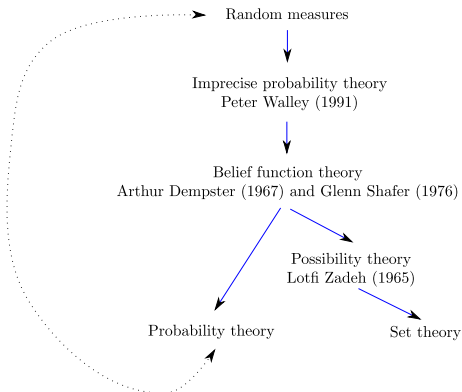 Random measures
Imprecise probability theory
Peter Walley (1991)
Belief function theory
Arthur Dempster (1967) and Glenn Shafer (1976)
Possibility theory
Lotfi Zadeh (1965)
Probability theory
Set theory